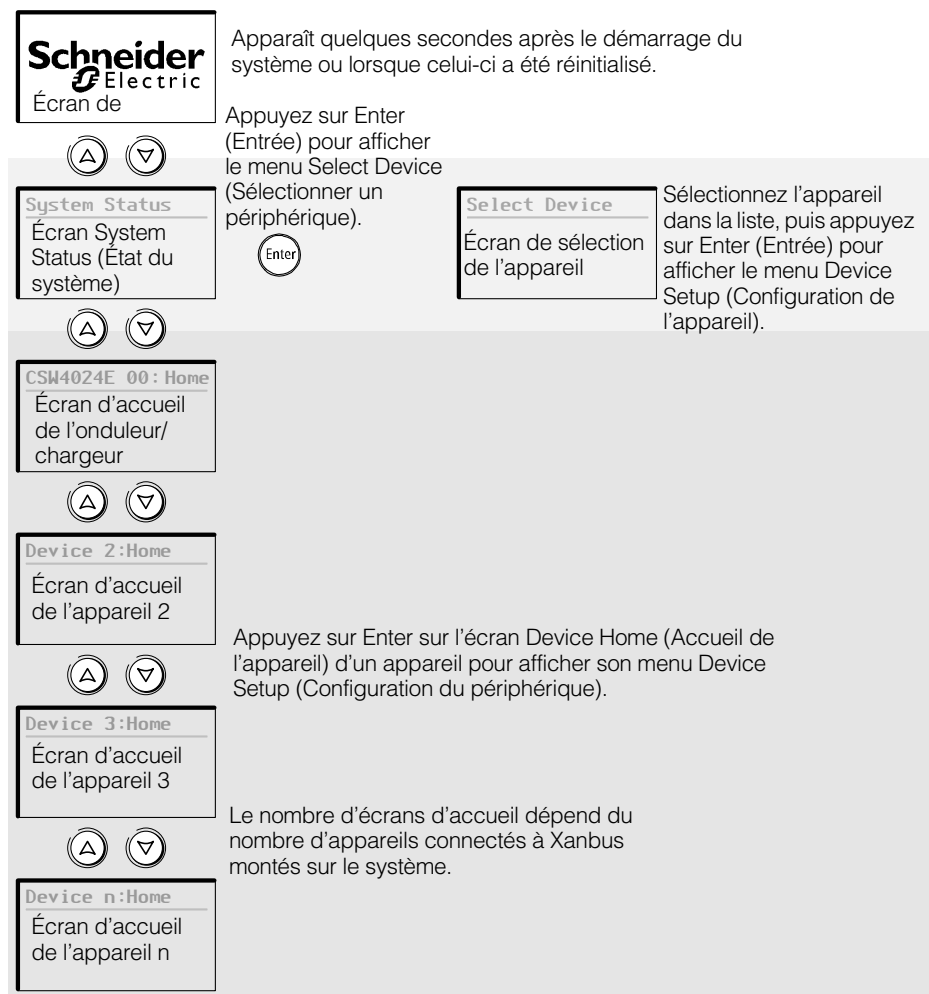 Schneider
Electric
Écran de
Apparaît quelques secondes après le démarrage du
système ou lorsque celui-ci a été réinitialisé.
Appuyez sur Enter
(Entrée) pour afficher
le menu Select Device
(Sélectionner un
périphérique).
Enter
System Status
Écran System
Status (État du
système)
Select Device
Écran de sélection
de l'appareil
Sélectionnez l'appareil
dans la liste, puis appuyez
sur Enter (Entrée) pour
afficher le menu Device
Setup (Configuration de
l'appareil).
CSW4024E 00: Home
Écran d'accueil
de l'onduleur/
chargeur
Device 2:Home
Écran d'accueil
de l'appareil 2
Appuyez sur Enter sur l'écran Device Home (Accueil de
l'appareil) d'un appareil pour afficher son menu Device
Setup (Configuration du périphérique).
Device 3:Home
Écran d'accueil
de l'appareil 3
Le nombre d'écrans d'accueil dépend du
nombre d'appareils connectés à Xanbus
montés sur le système.
Device n:Home
Écran d'accueil
de l'appareil n